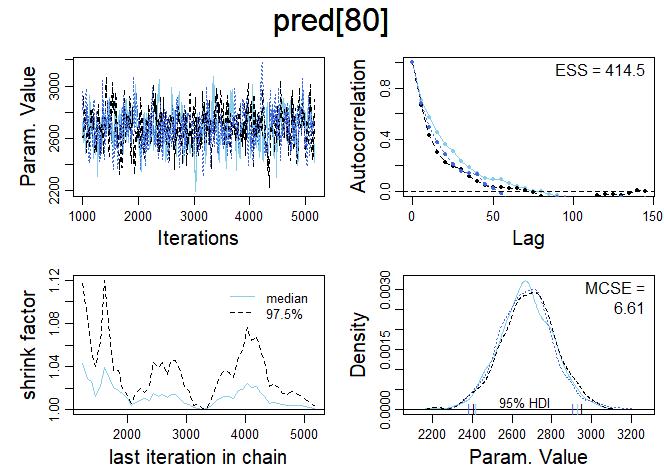 pred[80]
Param. Value
2200 2600 3000
1000 2000 3000 4000 5000
Iterations
Autocorrelation
0.0 0.4 0.8
ESS = 414.5
0 50 100 150
Lag
shrink factor
1.00 1.04 1.08 1.12
median
97.5%
2000 3000 4000 5000
last iteration in chain
Density
0.0000 0.0015 0.0030
MCSE =
6.61
95% HDI
2200 2400 2600 2800 3000 3200
Param. Value